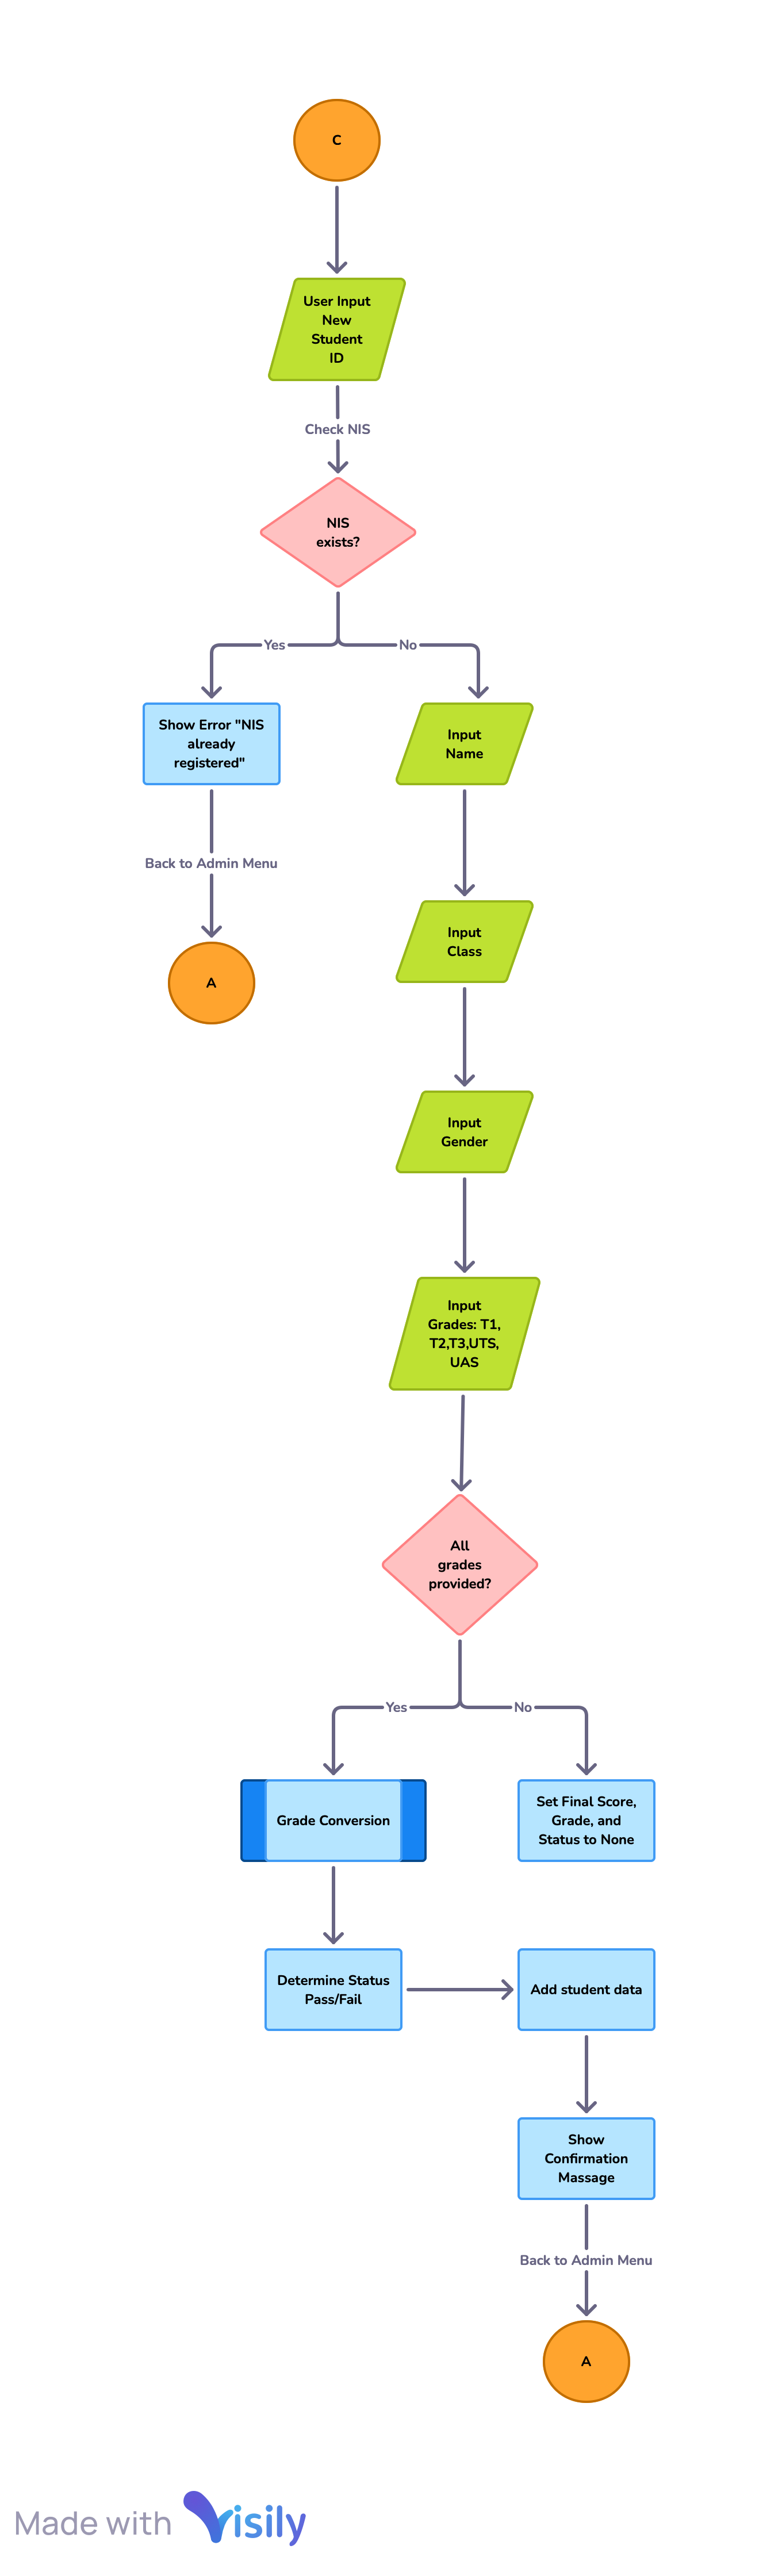 C
User Input
New
Student
ID
Check NIS
NIS
exists?
Yes
No
Show Error "NIS
already
registered"
Input
Name
Back to Admin Menu
Input
Class
A
Input
Gender
Input
Grades: T1,
T2,T3,UTS,
UAS
All
grades
provided?
Yes
No
Grade Conversion
Set Final Score,
Grade, and
Status to None
Determine Status
Pass/Fail
Add student data
Show
Confirmation
Massage
Back to Admin Menu
A
Made with Visily